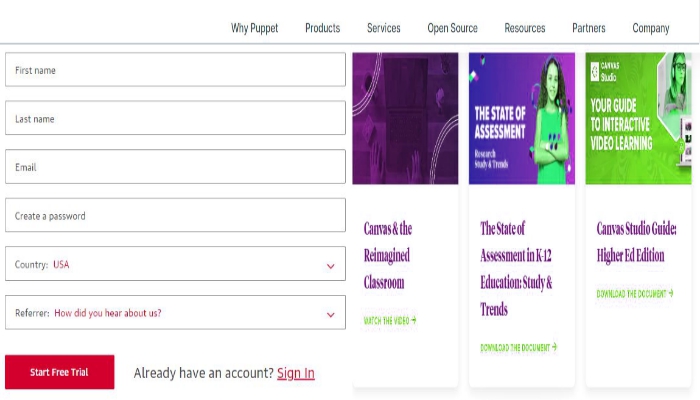 Why Puppet Products Services Open Source Resources Partners Company
First name
Last name
Email
Create a password
Country: USA
Referrer: How did you hear about us?
Start Free Trial
Already have an account? Sign In
Canvas & the
Reimagined
Classroom
WATCH THE VIDEO →
THE STATE OF
ASSESSMENT
Research
Study & Trends
The State of
Assessment in K-12
Education: Study &
Trends
DOWNLOAD THE DOCUMENT →
CANVAS
Studio
YOUR GUIDE
TO INTERACTIVE
VIDEO LEARNING
Canvas Studio Guide:
Higher Ed Edition
DOWNLOAD THE DOCUMENT →